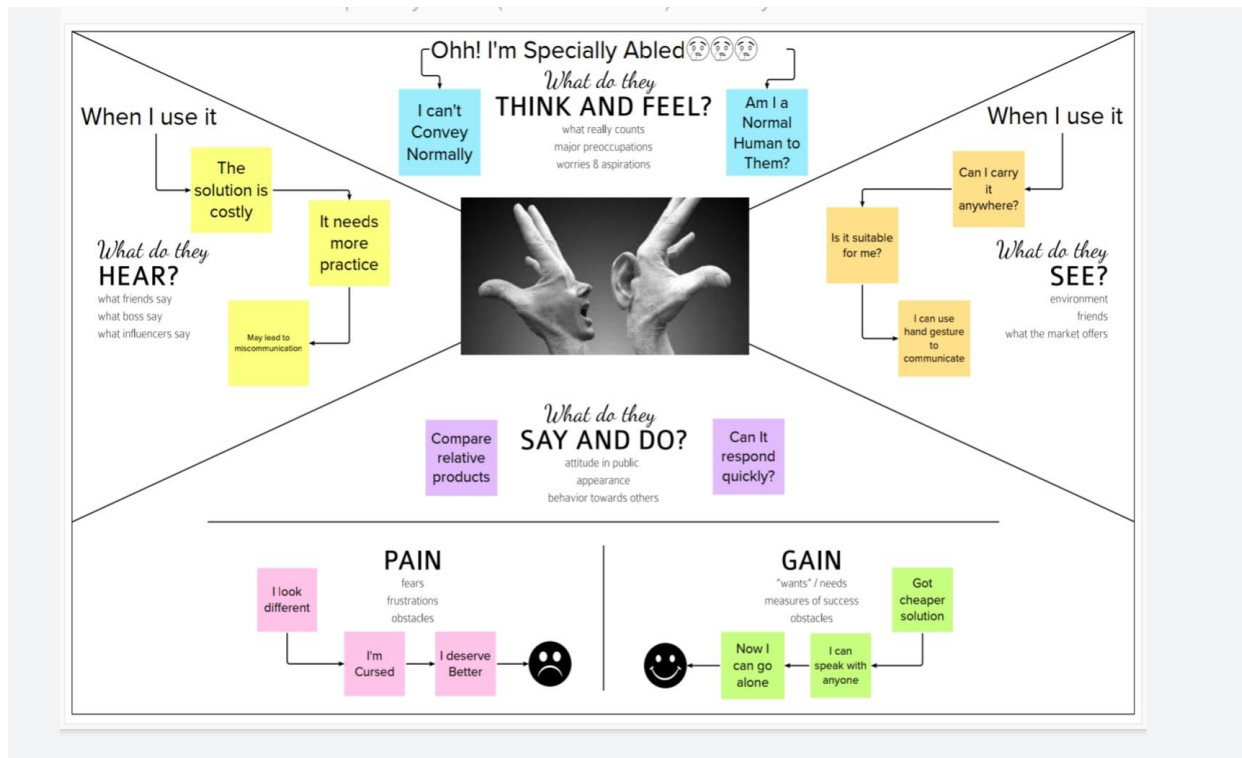 Ohh! I'm Specially Abled
What do they
THINK AND FEEL?
what really counts
major preoccupations
worries & aspirations
I can't
Convey
Normally
Am I a
Normal
Human to
Them?
When I use it
The
solution is
costly
It needs
more
practice
May lead to
miscommunication
What do they
HEAR?
what friends say
what boss say
what influencers say
When I use it
Can I carry
it
anywhere?
Is it suitable
for me?
I can use
hand gesture
to
communicate
What do they
SEE?
environment
friends
what the market offers
What do they
SAY AND DO?
attitude in public
appearance
behavior towards others
Compare
relative
products
Can It
respond
quickly?
PAIN
fears
frustrations
obstacles
I look
different
I'm
Cursed
I deserve
Better
GAIN
"wants" / needs
measures of success
obstacles
Got
cheaper
solution
I can
speak with
anyone
Now I
can go
alone